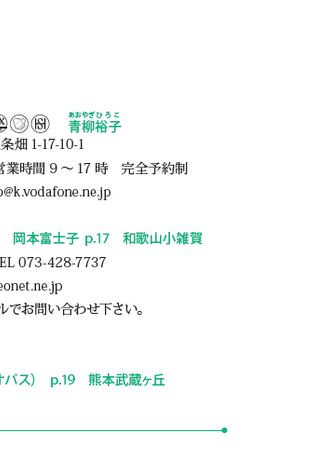 あおやぎひろこ
青柳裕子
条畑 1-17-10-1
営業時間 9 〜 17 時　完全予約制
o@k.vodafone.ne.jp
岡本富士子 p.17　和歌山小雑賀
EL 073-428-7737
eonet.ne.jp
ルでお問い合わせ下さい。
オパス） p.19　熊本武蔵ヶ丘